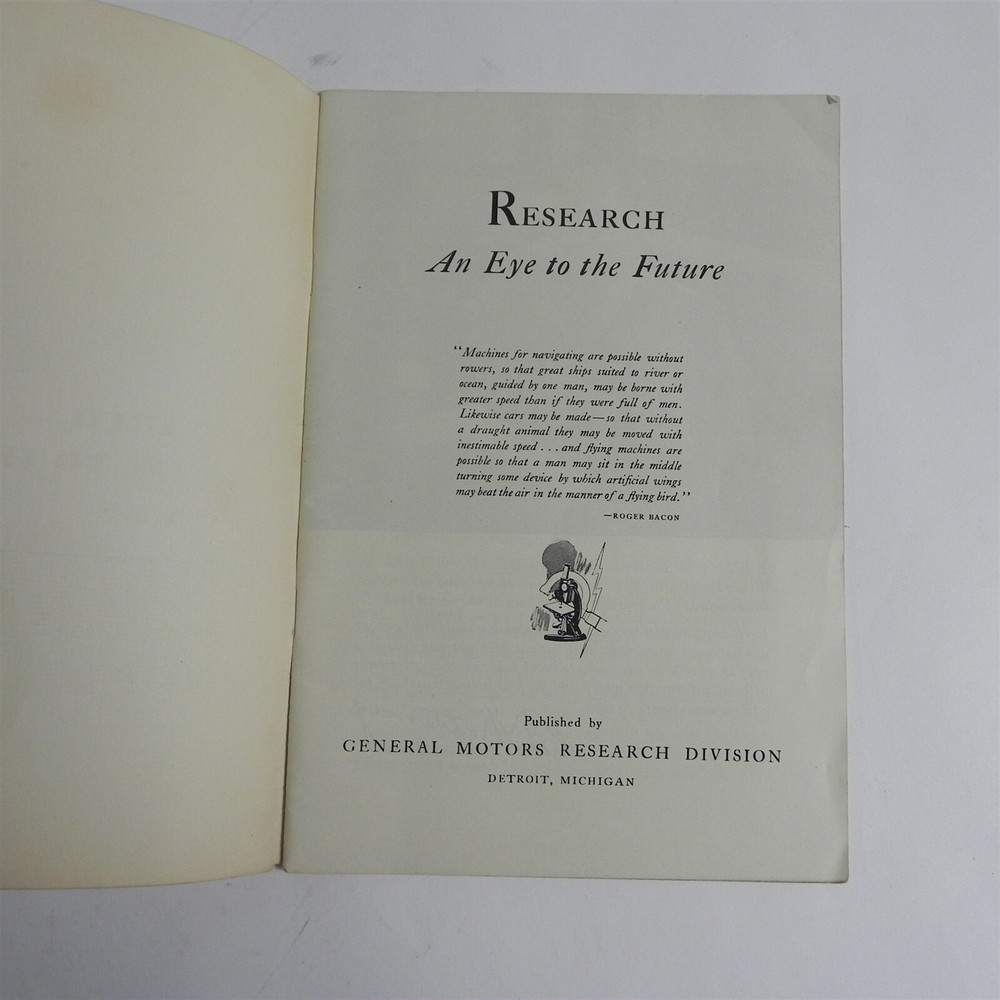 RESEARCH
An Eye to the Future
"Machines for navigating are possible without
rowers, so that great ships suited to river or
ocean, guided by one man, may be borne with
greater speed than if they were full of men.
Likewise cars may be made—so that without
a draught animal they may be moved with
inestimable speed . . . and flying machines are
possible so that a man may sit in the middle
turning some device by which artificial wings
may beat the air in the manner of a flying bird."
—ROGER BACON
Published by
GENERAL MOTORS RESEARCH DIVISION
DETROIT, MICHIGAN